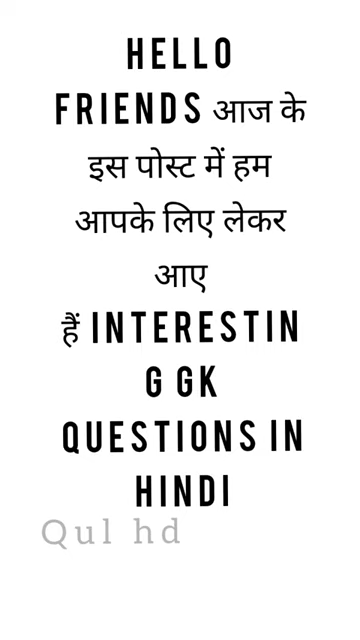 HELLO
FRIENDS आज के
इस पोस्ट में हम
आपके लिए लेकर
आए
हैं INTERESTIN
G GK
QUESTIONS IN
HINDI
Qul hd